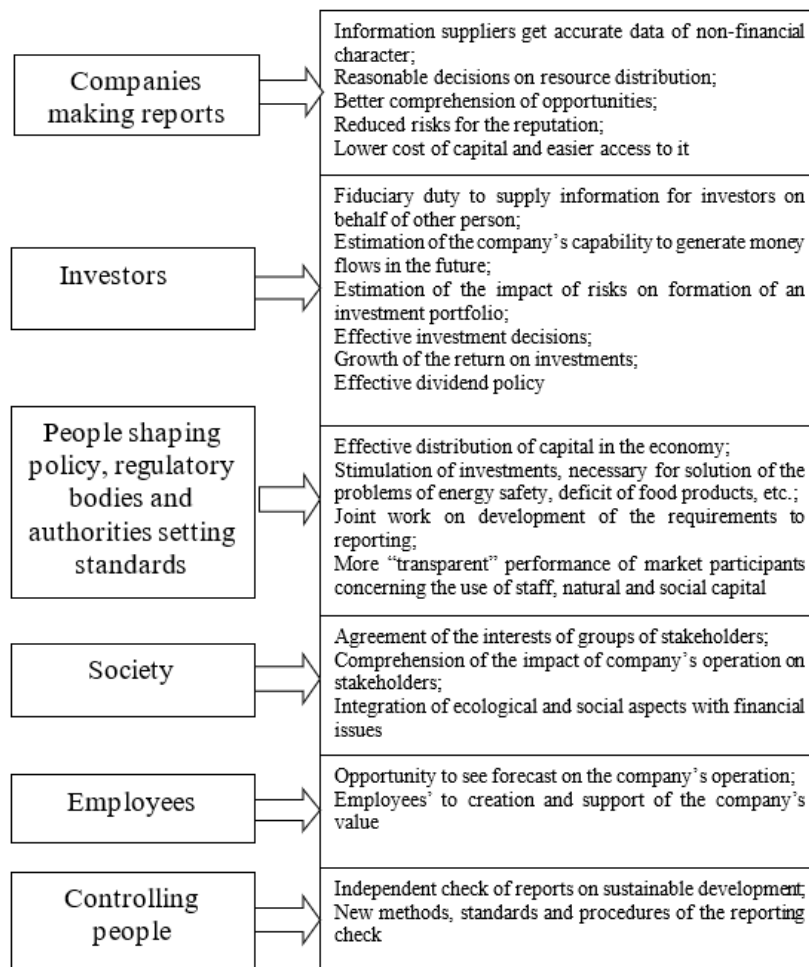 Companies
making reports
Information suppliers get accurate data of non-financial
character;
Reasonable decisions on resource distribution;
Better comprehension of opportunities;
Reduced risks for the reputation;
Lower cost of capital and easier access to it
Investors
Fiduciary duty to supply information for investors on
behalf of other person;
Estimation of the company's capability to generate money
flows in the future;
Estimation of the impact of risks on formation of an
investment portfolio;
Effective investment decisions;
Growth of the return on investments;
Effective dividend policy
People shaping
policy, regulatory
bodies and
authorities setting
standards
Effective distribution of capital in the economy;
Stimulation of investments, necessary for solution of the
problems of energy safety, deficit of food products, etc.;
Joint work on development of the requirements to
reporting;
More “transparent” performance of market participants
concerning the use of staff, natural and social capital
Society
Agreement of the interests of groups of stakeholders;
Comprehension of the impact of company's operation on
stakeholders;
Integration of ecological and social aspects with financial
issues
Employees
Opportunity to see forecast on the company's operation;
Employees' to creation and support of the company's
value
Controlling
people
Independent check of reports on sustainable development;
New methods, standards and procedures of the reporting
check